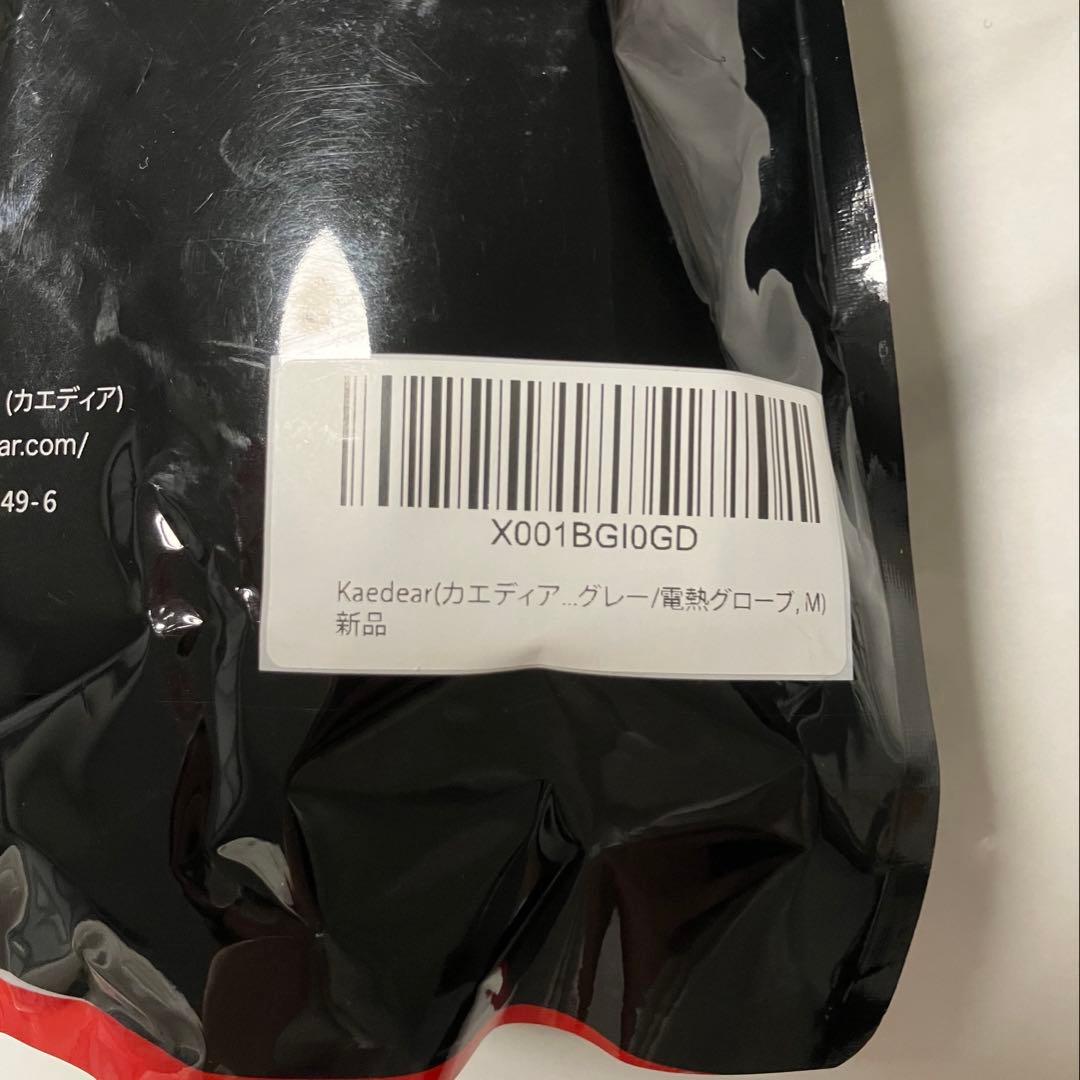 (カエディア)
ar.com/
49-6
X001BGI0GD
Kaedear(カエディア...グレー/電熱グローブ, M)
新品